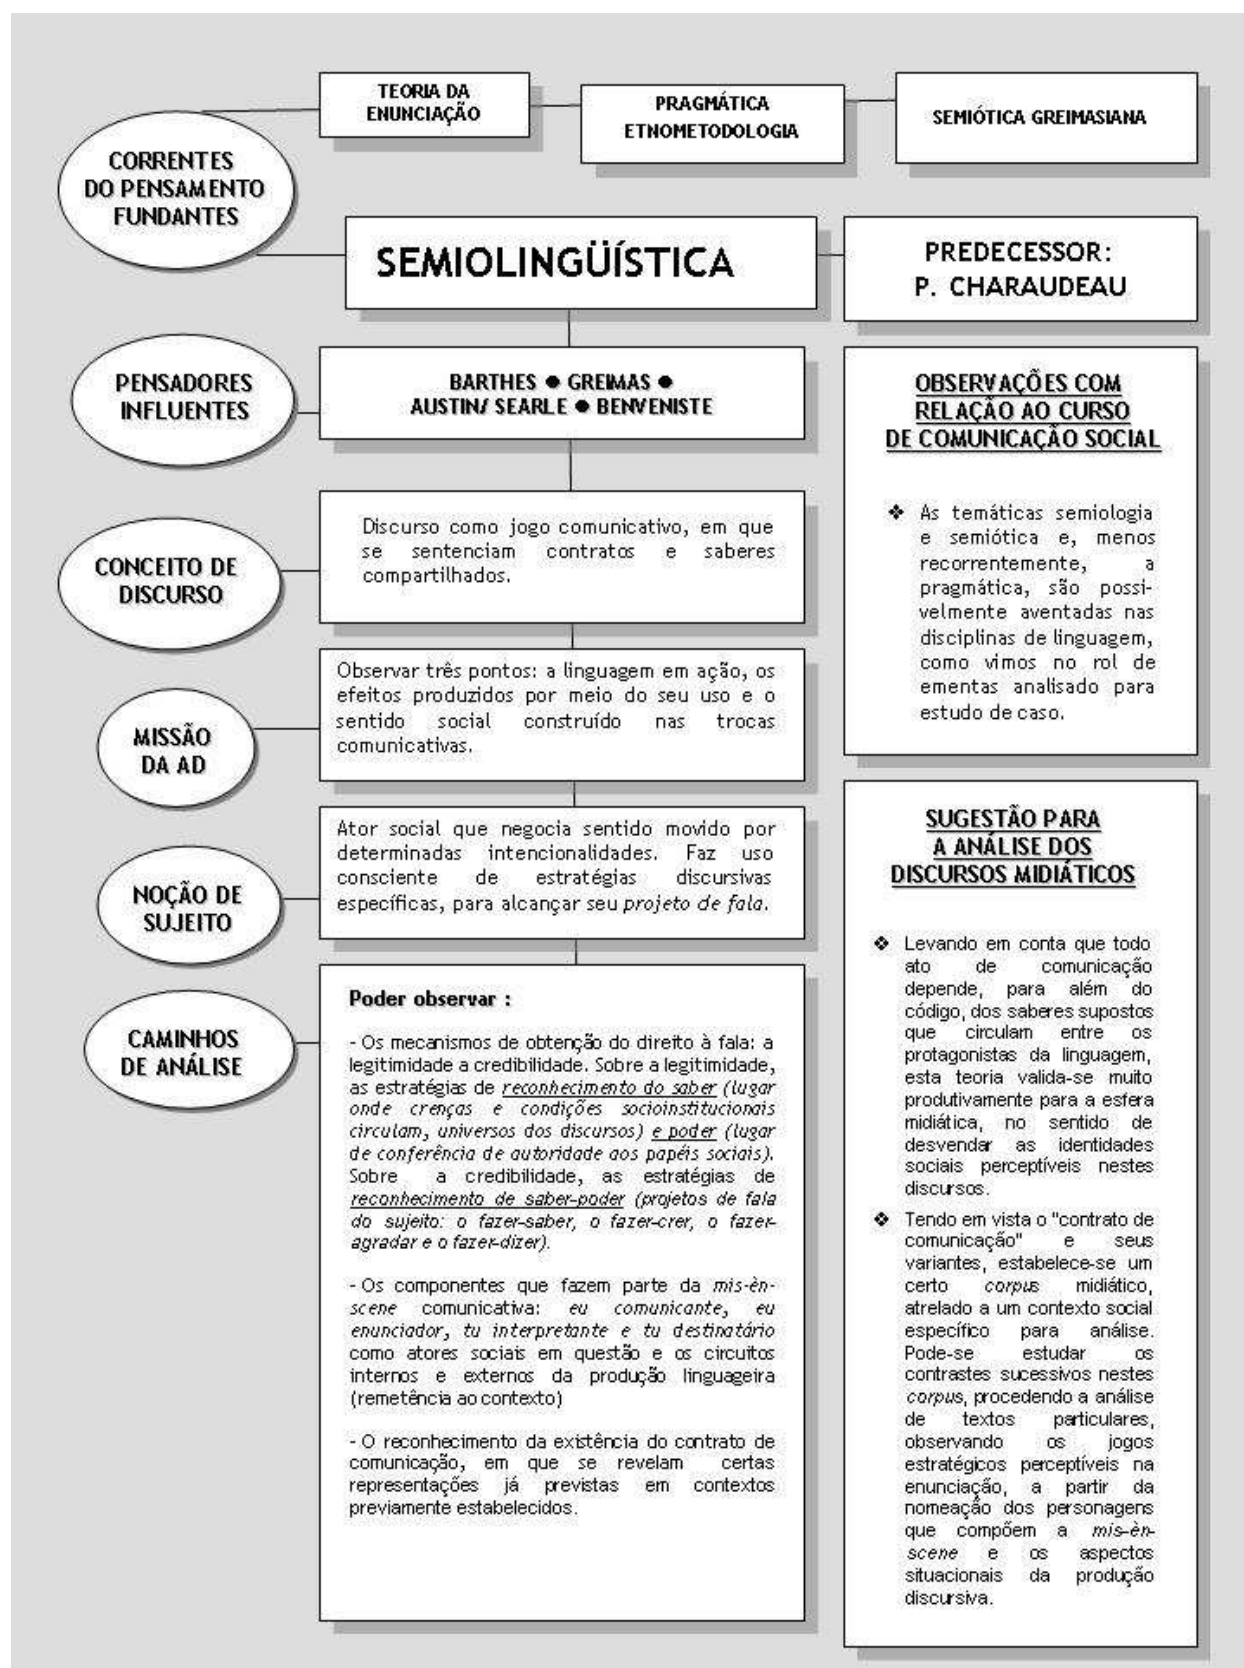 TEORIA DA
ENUNCIAÇÃO
PRAGMÁTICA
ETNOMETODOLOGIA
SEMIÓTICA GREIMASIANA
CORRENTES
DO PENSAMENTO
FUNDANTES
SEMIOLINGÜÍSTICA
PREDECESSOR:
P. CHARAUDEAU
PENSADORES
INFLUENTES
BARTHES ● GREIMAS ●
AUSTIN/ SEARLE ● BENVENISTE
CONCEITO DE
DISCURSO
Discurso como jogo comunicativo, em que
se sentenciam contratos e saberes
compartilhados.
MISSÃO
DA AD
Observar três pontos: a linguagem em ação, os
efeitos produzidos por meio do seu uso e o
sentido social construído nas trocas
comunicativas.
NOÇÃO DE
SUJEITO
Ator social que negocia sentido movido por
determinadas intencionalidades. Faz uso
consciente de estratégias discursivas
específicas, para alcançar seu projeto de fala.
CAMINHOS
DE ANÁLISE
Poder observar :
- Os mecanismos de obtenção do direito à fala: a
legitimidade a credibilidade. Sobre a legitimidade,
as estratégias de reconhecimento do saber (lugar
onde crenças e condições socioinstitucionais
circulam, universos dos discursos) e poder (lugar
de conferência de autoridade aos papéis sociais).
Sobre a credibilidade, as estratégias de
reconhecimento de saber-poder (projetos de fala
do sujeito: o fazer-saber, o fazer-crer, o fazer-
agradar e o fazer-dizer).
- Os componentes que fazem parte da mis-èn-
scene comunicativa: eu comunicante, eu
enunciador, tu interpretante e tu destinatário
como atores sociais em questão e os circuitos
internos e externos da produção linguageira
(remetência ao contexto)
- O reconhecimento da existência do contrato de
comunicação, em que se revelam certas
representações já previstas em contextos
previamente estabelecidos.
OBSERVAÇÕES COM
RELAÇÃO AO CURSO
DE COMUNICAÇÃO SOCIAL
❖ As temáticas semiologia
e semiótica e, menos
recorrentemente, a
pragmática, são possi-
velmente aventadas nas
disciplinas de linguagem,
como vimos no rol de
ementas analisado para
estudo de caso.
SUGESTÃO PARA
A ANÁLISE DOS
DISCURSOS MIDIÁTICOS
❖ Levando em conta que todo
ato de comunicação
depende, para além do
código, dos saberes supostos
que circulam entre os
protagonistas da linguagem,
esta teoria valida-se muito
produtivamente para a esfera
midiática, no sentido de
desvendar as identidades
sociais perceptíveis nestes
discursos.
❖ Tendo em vista o "contrato de
comunicação" e seus
variantes, estabelece-se um
certo corpus midiático,
atrelado a um contexto social
específico para análise.
Pode-se estudar os
contrastes sucessivos nestes
corpus, procedendo a análise
de textos particulares,
observando os jogos
estratégicos perceptíveis na
enunciação, a partir da
nomeação dos personagens
que compõem a mis-èn-
scene e os aspectos
situacionais da produção
discursiva.